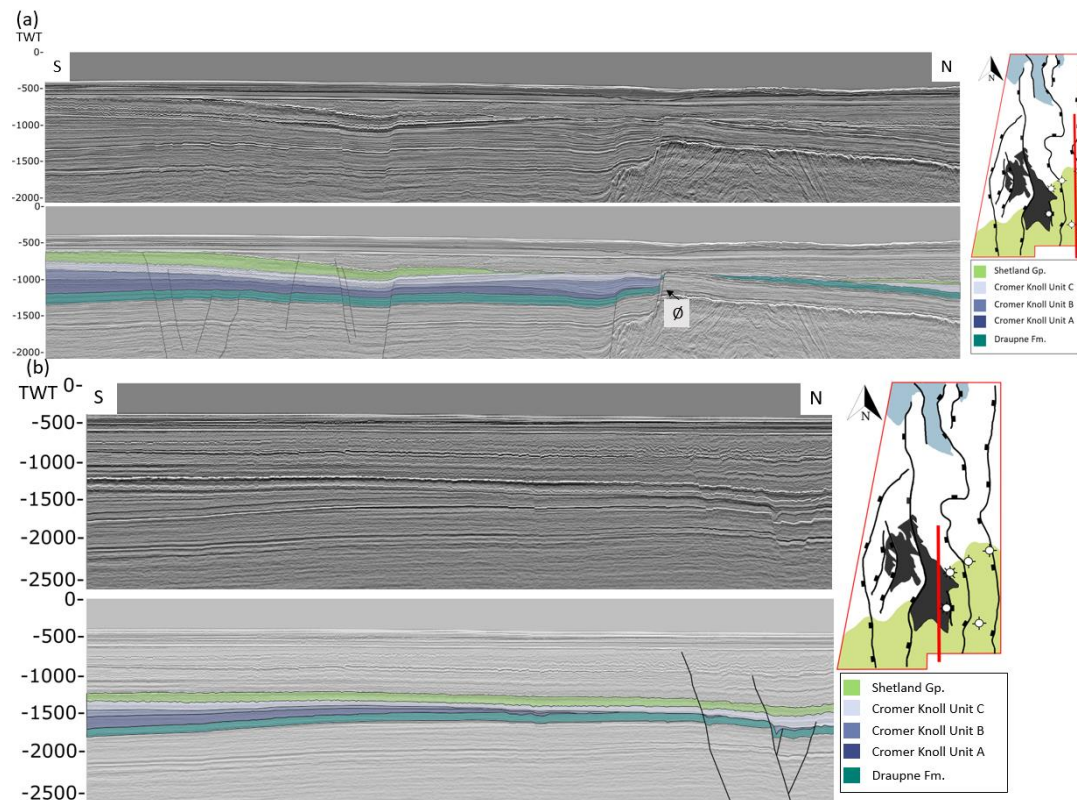 (a)
TWT
S
N
0-
-500-
-1000-
-1500-
-2000-
0-
-500-
-1000-
-1500-
-2000-
Ø
N
Shetland Gp.
Cromer Knoll Unit C
Cromer Knoll Unit B
Cromer Knoll Unit A
Draupne Fm.
(b)
TWT
S
N
0-
-500-
-1000-
-1500-
-2000-
-2500-
0-
-500-
-1000-
-1500-
-2000-
-2500-
N
Shetland Gp.
Cromer Knoll Unit C
Cromer Knoll Unit B
Cromer Knoll Unit A
Draupne Fm.